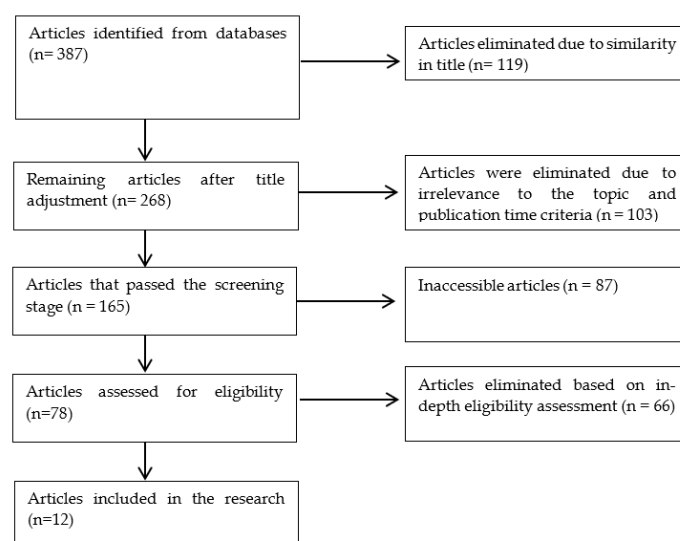 Articles identified from databases
(n= 387)
Articles eliminated due to similarity
in title (n= 119)
Remaining articles after title
adjustment (n= 268)
Articles were eliminated due to
irrelevance to the topic and
publication time criteria (n = 103)
Articles that passed the screening
stage (n = 165)
Inaccessible articles (n = 87)
Articles assessed for eligibility
(n=78)
Articles eliminated based on in-
depth eligibility assessment (n = 66)
Articles included in the research
(n=12)